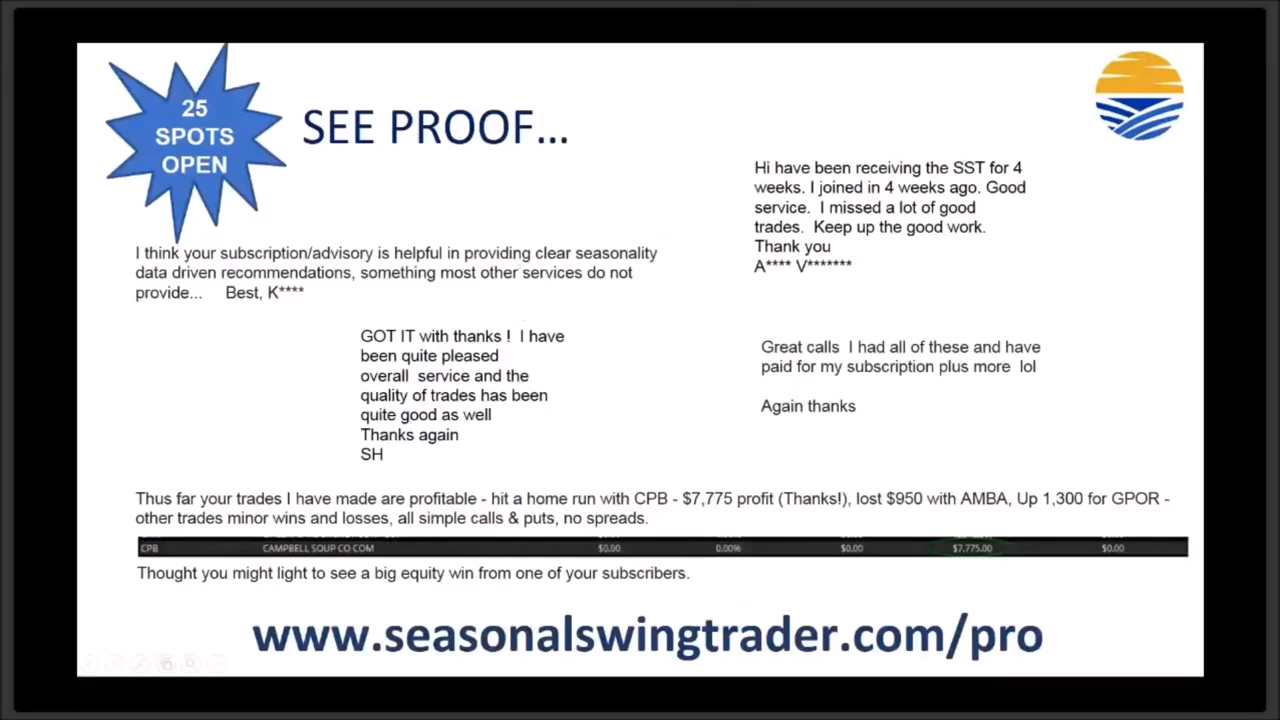 25
SPOTS
OPEN
SEE PROOF...
Hi have been receiving the SST for 4
weeks. I joined in 4 weeks ago. Good
service.  I missed a lot of good
trades.  Keep up the good work.
Thank you
A**** V*******
I think your subscription/advisory is helpful in providing clear seasonality
data driven recommendations, something most other services do not
provide...     Best, K****
GOT IT with thanks !  I have
been quite pleased
overall  service and the
quality of trades has been
quite good as well
Thanks again
SH
Great calls  I had all of these and have
paid for my subscription plus more  lol
Again thanks
Thus far your trades I have made are profitable - hit a home run with CPB - $7,775 profit (Thanks!), lost $950 with AMBA, Up 1,300 for GPOR -
other trades minor wins and losses, all simple calls & puts, no spreads.
CPB CAMPBELL SOUP CO COM $0.00 0.00% $0.00 $7,775.00 $0.00
Thought you might light to see a big equity win from one of your subscribers.
www.seasonalswingtrader.com/pro